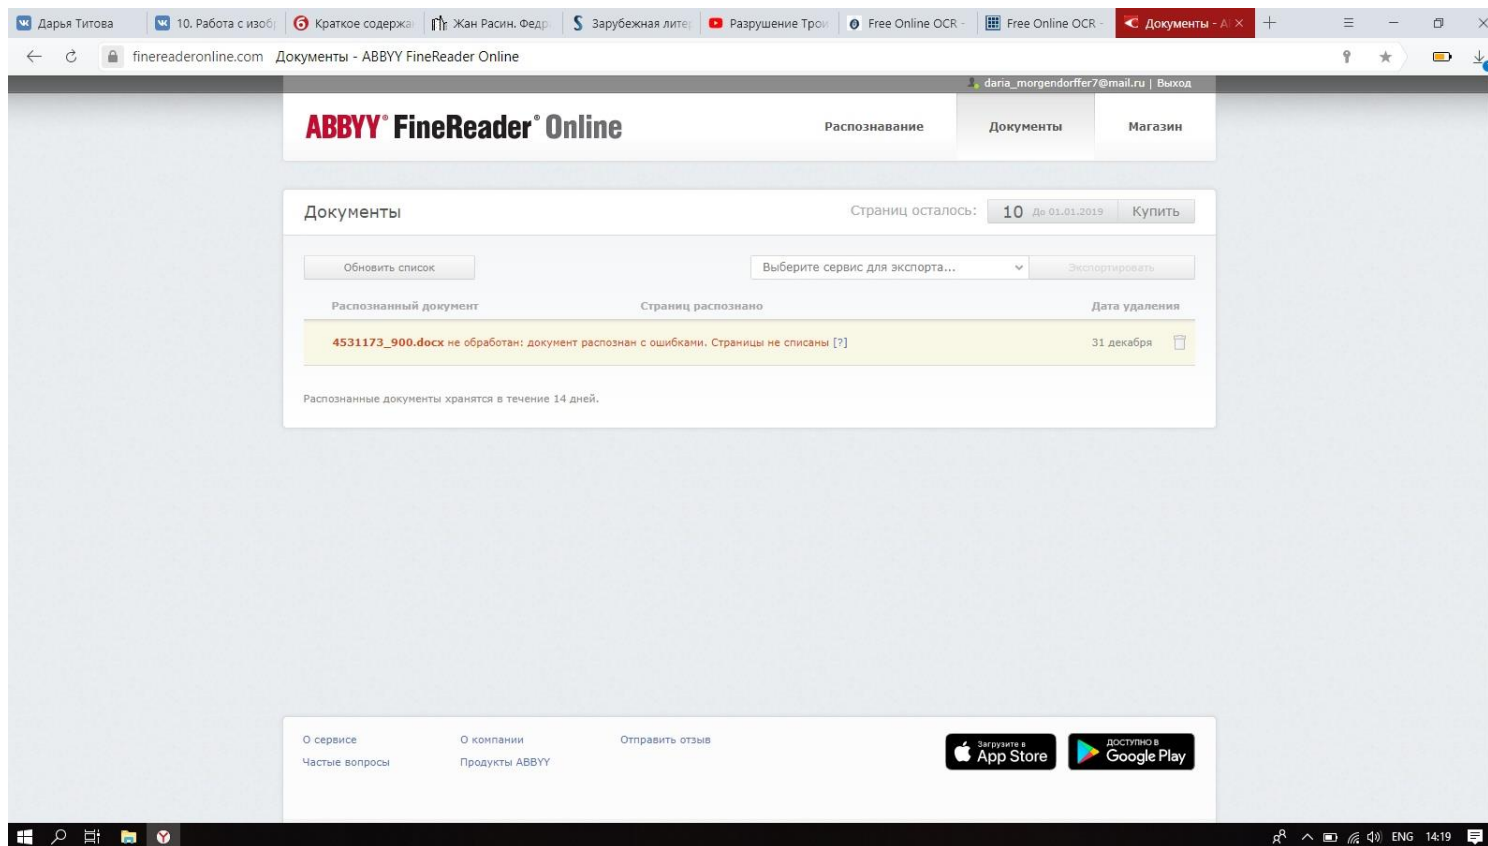 Дарья Титова
10. Работа с изоб
Краткое содержа
Жан Расин. Федр
Зарубежная литер
Разрушение Трои
Free Online OCR -
Free Online OCR -
Документы - A
finereaderonline.com Документы - ABBYY FineReader Online
daria_morgendorffer7@mail.ru | Выход
ABBYY® FineReader® Online
Распознавание
Документы
Магазин
Документы
Страниц осталось: 10 До 01.01.2019 Купить
Обновить список
Выберите сервис для экспорта...
Экспортировать
Распознанный документ
Страниц распознано
Дата удаления
4531173_900.docx не обработан: документ распознан с ошибками. Страницы не списаны [?]
31 декабря
Распознанные документы хранятся в течение 14 дней.
О сервисе
О компании
Отправить отзыв
Частые вопросы
Продукты ABBYY
Загрузите в
App Store
ДОСТУПНО В
Google Play
ENG 14:19